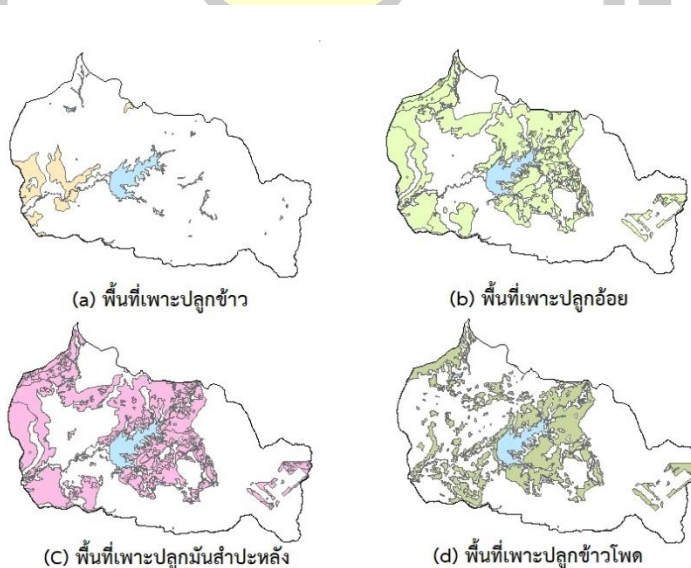 (a) พื้นที่เพาะปลูกข้าว
(b) พื้นที่เพาะปลูกอ้อย
(C) พื้นที่เพาะปลูกมันสำปะหลัง
(d) พื้นที่เพาะปลูกข้าวโพด